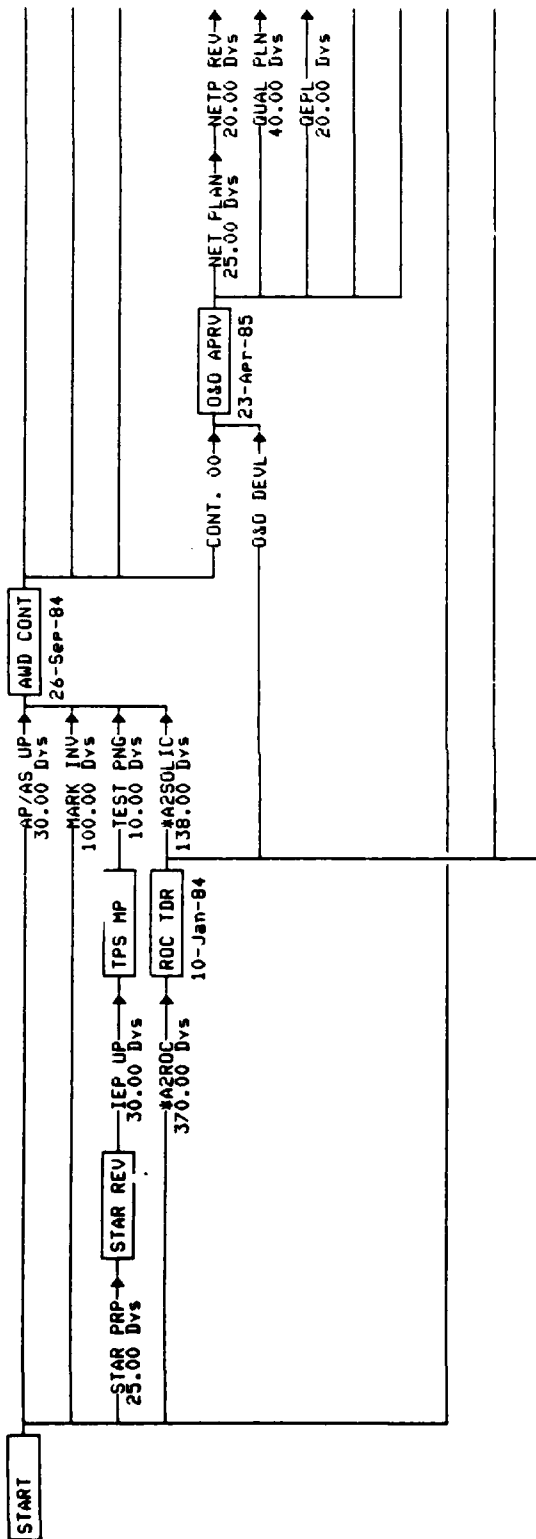 START
AP/AS UP
30.00 Dys
AWD CONT
26-Sep-84
MARK INV
100.00 Dys
STAR PRP
25.00 Dys
STAR REV
IEP UP
30.00 Dys
TPS MP
TEST PNG
10.00 Dys
*A2ROC
370.00 Dys
ROC TDR
10-Jan-84
*A2SOLIC
138.00 Dys
CONT. OO
O&O APRV
23-Apr-85
NET PLAN
25.00 Dys
NETP REV
20.00 Dys
O&O DEVL
QUAL PLN
40.00 Dys
QEPL
20.00 Dys